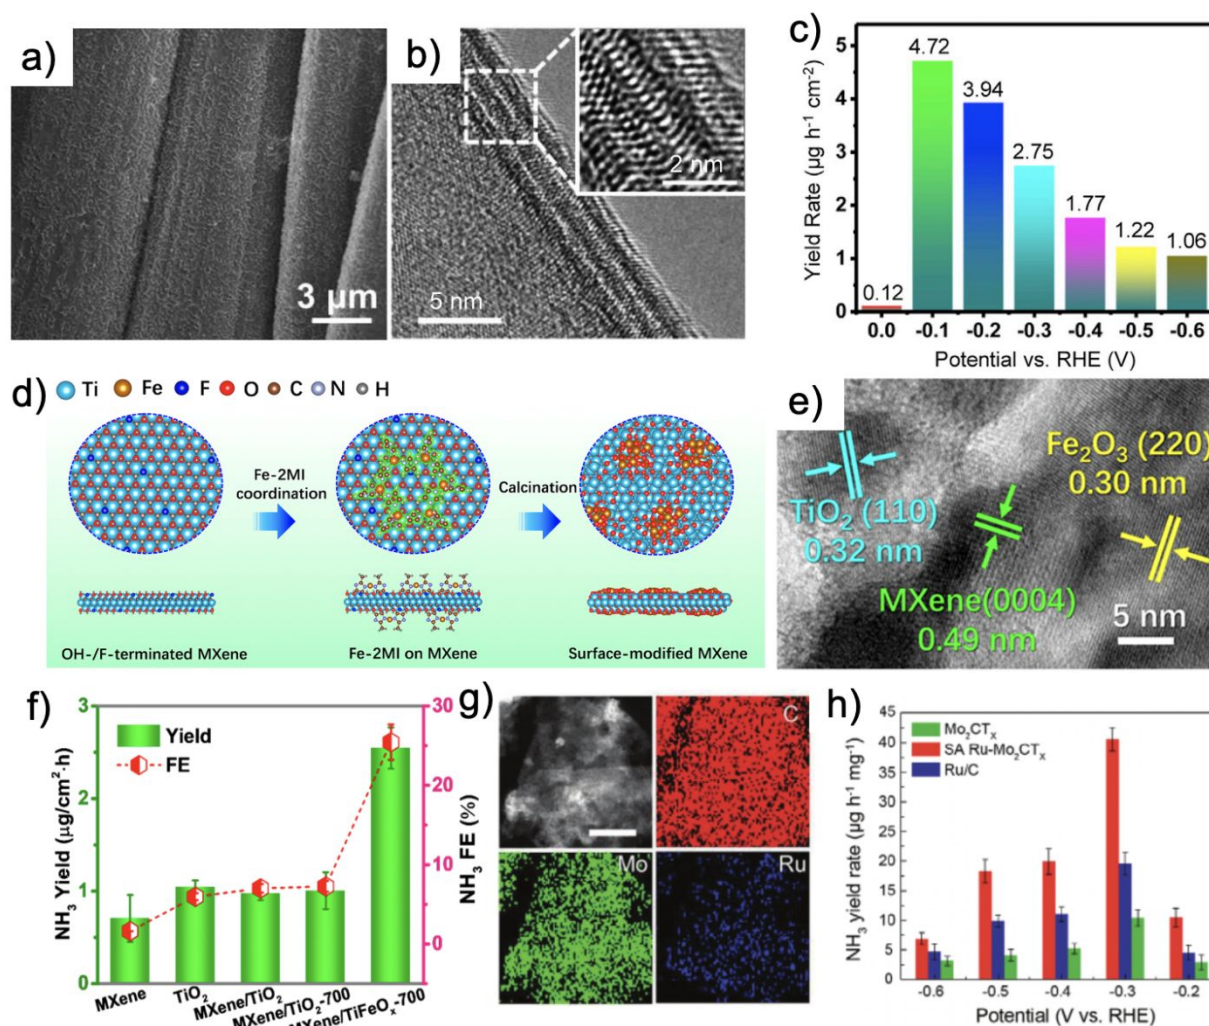 a)
3 μm
b)
2 nm
5 nm
c)
Yield Rate (μg h⁻¹ cm⁻²)
5
4
3
2
1
0
0.12
4.72
3.94
2.75
1.77
1.22
1.06
0.0 -0.1 -0.2 -0.3 -0.4 -0.5 -0.6
Potential vs. RHE (V)
d)
Ti Fe F O C N H
Fe-2MI
coordination
Calcination
OH-/F-terminated MXene
Fe-2MI on MXene
Surface-modified MXene
e)
TiO₂ (110)
0.32 nm
MXene(0004)
0.49 nm
Fe₂O₃ (220)
0.30 nm
5 nm
f)
NH₃ Yield (μg/cm²·h)
3
2
1
0
Yield
FE
30
20
10
0
NH₃ FE (%)
MXene
TiO₂
MXene/TiO₂
MXene/TiO₂-700
MXene/TiFeOₓ-700
g)
C
Mo
Ru
h)
NH₃ yield rate (μg h⁻¹ mg⁻¹)
45
40
35
30
25
20
15
10
5
0
Mo₂CTₓ
SA Ru-Mo₂CTₓ
Ru/C
-0.6 -0.5 -0.4 -0.3 -0.2
Potential (V vs. RHE)